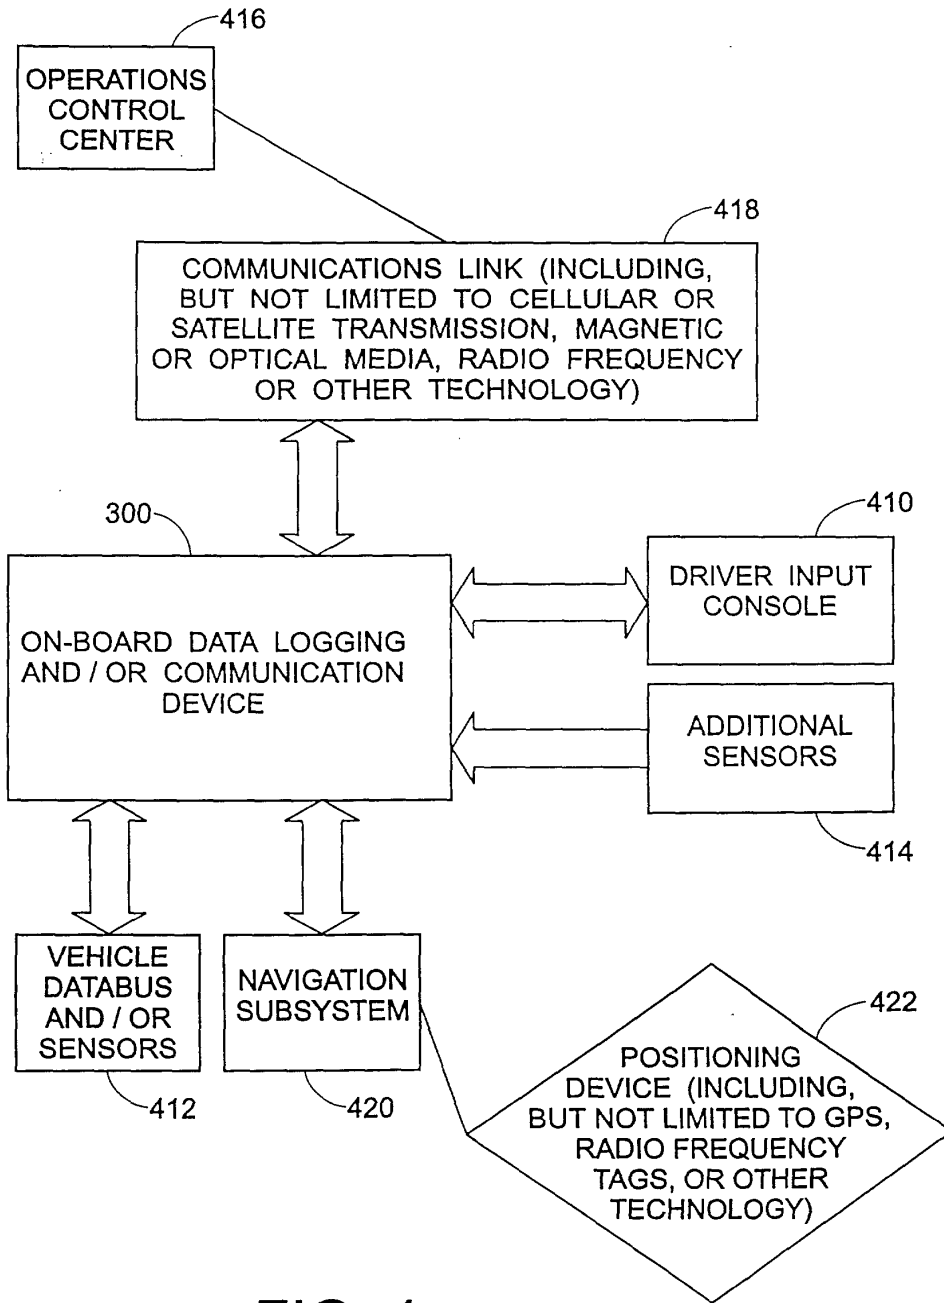 416
OPERATIONS
CONTROL
CENTER
418
COMMUNICATIONS LINK (INCLUDING,
BUT NOT LIMITED TO CELLULAR OR
SATELLITE TRANSMISSION, MAGNETIC
OR OPTICAL MEDIA, RADIO FREQUENCY
OR OTHER TECHNOLOGY)
300
ON-BOARD DATA LOGGING
AND / OR COMMUNICATION
DEVICE
410
DRIVER INPUT
CONSOLE
ADDITIONAL
SENSORS
414
VEHICLE
DATABUS
AND / OR
SENSORS
412
NAVIGATION
SUBSYSTEM
420
422
POSITIONING
DEVICE (INCLUDING,
BUT NOT LIMITED TO GPS,
RADIO FREQUENCY
TAGS, OR OTHER
TECHNOLOGY)